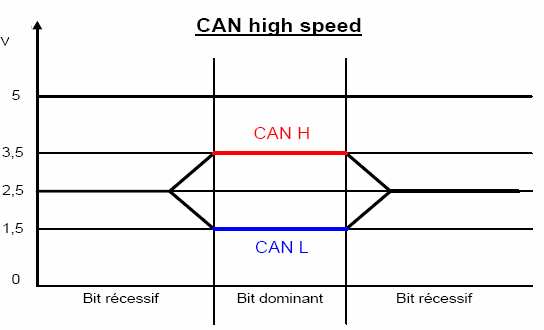 CAN high speed
V
5
CAN H
3,5
2,5
1,5
CAN L
0
Bit récessif
Bit dominant
Bit récessif